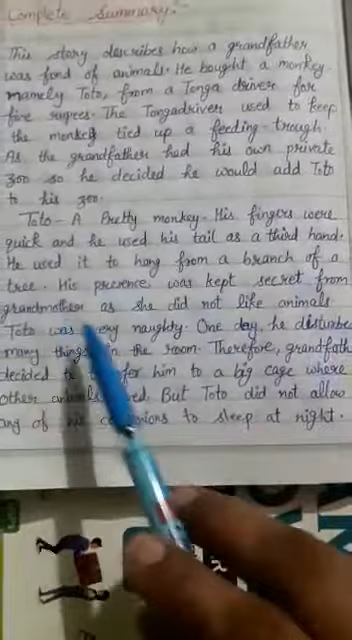 Complete Summary:-
This story describes how a grandfather
was fond of animals. He bought a monkey
namely Toto, from a Tonga driver for
five rupees. The Tongadriver used to keep
the monkey tied up a feeding-trough.
As the grandfather had his own private
zoo so he decided he would add Toto
to his zoo.
Toto - A Pretty monkey. His fingers were
quick and he used his tail as a third hand.
He used it to hang from a branch of a
tree. His presence was kept secret from
grandmother as she did not like animals
Toto was very naughty. One day, he disturbe
many things in the room. Therefore, grandfath
decided to for him to a big cage where
other But Toto did not allow
any of his to sleep at night.